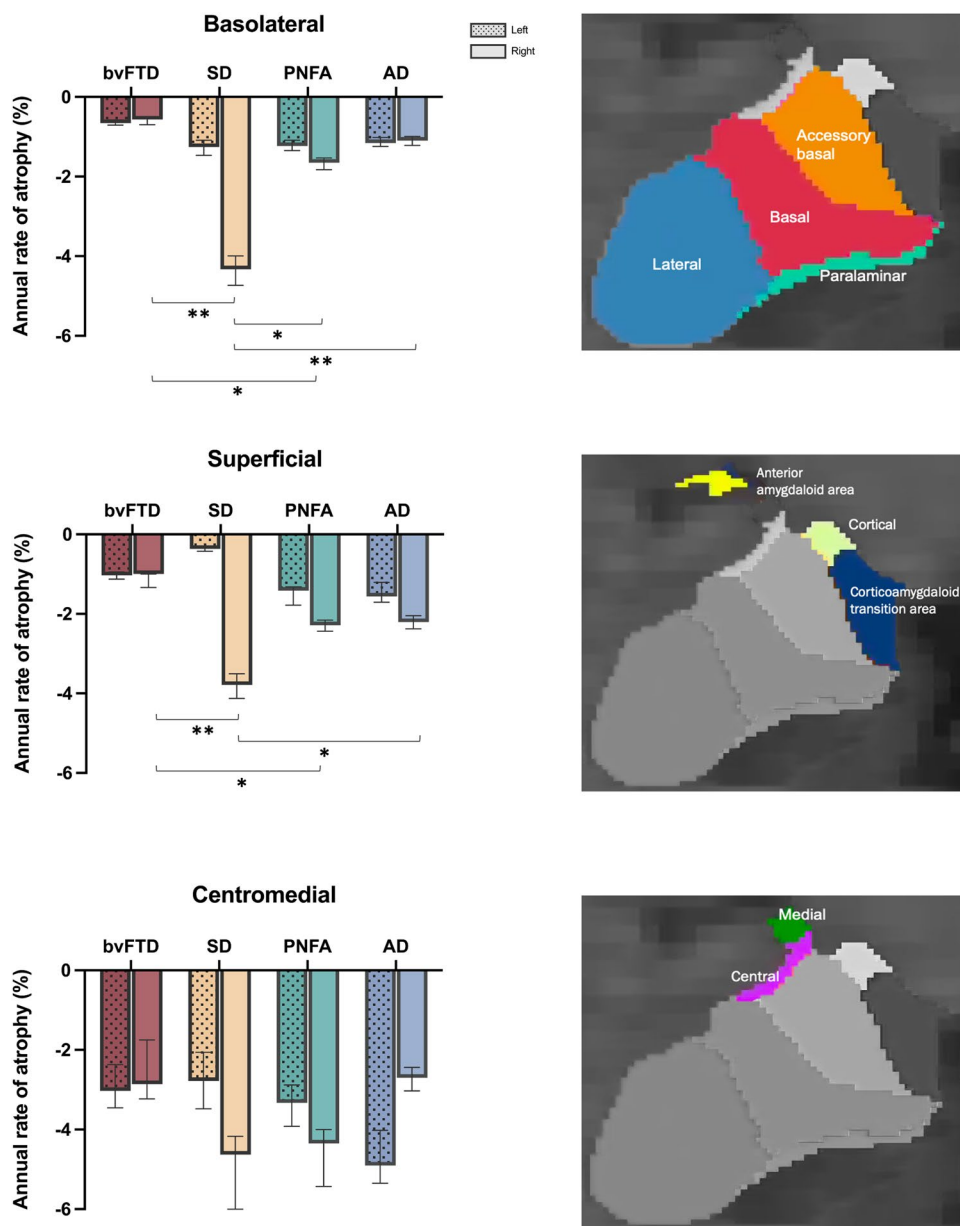 Basolateral
Left
Right
bvFTD SD PNFA AD
Annual rate of atrophy (%)
0
-2
-4
-6
**
*
**
*
Accessory
basal
Basal
Lateral
Paralaminar
Superficial
bvFTD SD PNFA AD
Annual rate of atrophy (%)
0
-2
-4
-6
**
*
*
Anterior
amygdaloid area
Cortical
Corticoamygdaloid
transition area
Centromedial
bvFTD SD PNFA AD
Annual rate of atrophy (%)
0
-2
-4
-6
Medial
Central